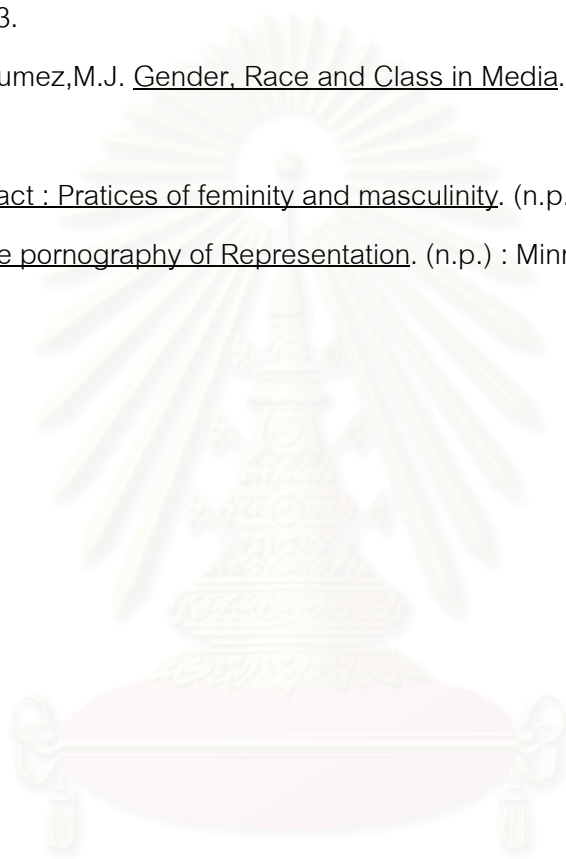 3.
umez,M.J. Gender, Race and Class in Media.
act : Pratices of feminity and masculinity. (n.p.
e pornography of Representation. (n.p.) : Minn